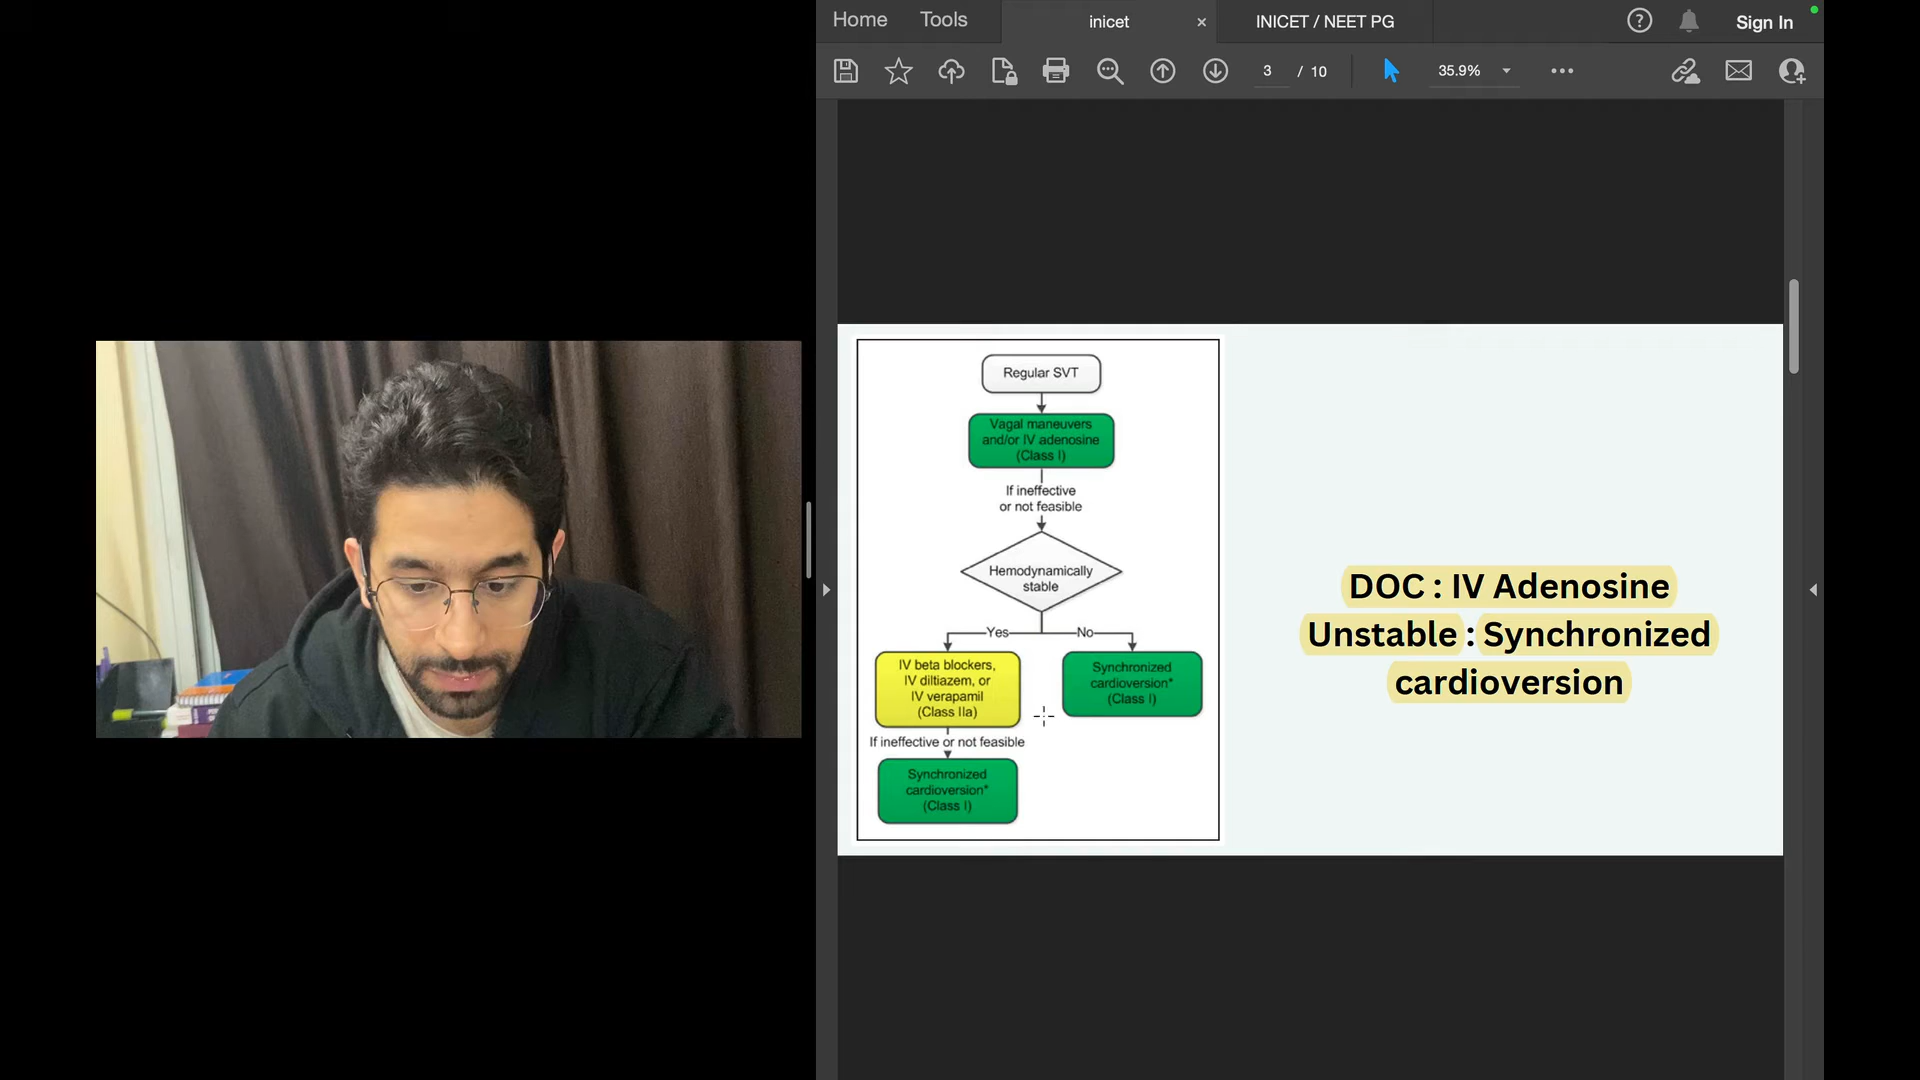 Home Tools inicet × INICET / NEET PG ? Sign In
3 / 10 35.9%
Regular SVT
Vagal maneuvers
and/or IV adenosine
(Class I)
If ineffective
or not feasible
Hemodynamically
stable
Yes No
IV beta blockers,
IV diltiazem, or
IV verapamil
(Class IIa)
Synchronized
cardioversion*
(Class I)
If ineffective or not feasible
Synchronized
cardioversion*
(Class I)
DOC : IV Adenosine
Unstable : Synchronized
cardioversion